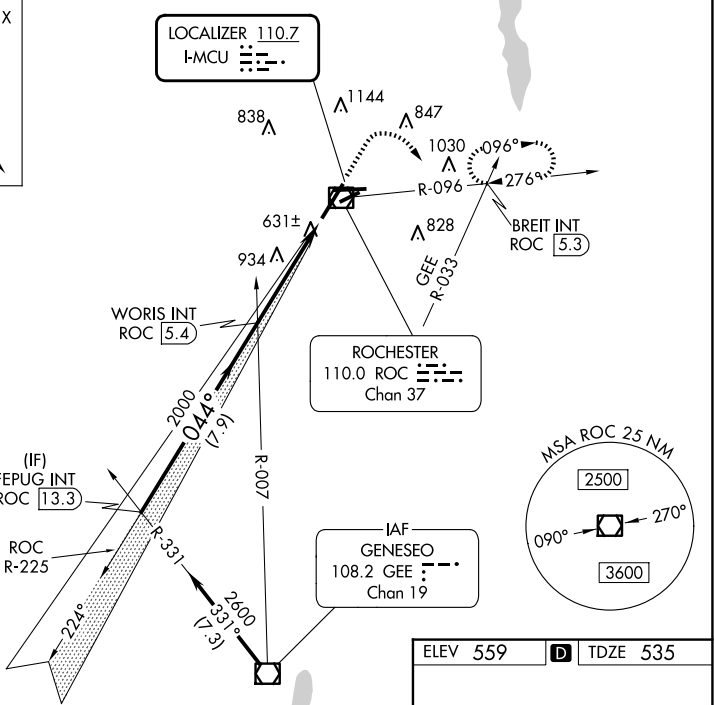 X
LOCALIZER 110.7
I-MCU
838
1144
847
1030
096°
R-096
276°
631±
934
828
BREIT INT
ROC 5.3
GEE
R-033
WORIS INT
ROC 5.4
ROCHESTER
110.0 ROC
Chan 37
2000
044°
(7.9)
R-007
(IF)
FEPUG INT
ROC 13.3
ROC
R-225
224°
R-331
2600
331°
(7.3)
IAF
GENESEO
108.2 GEE
Chan 19
MSA ROC 25 NM
2500
090°
270°
3600
ELEV 559 D TDZE 535